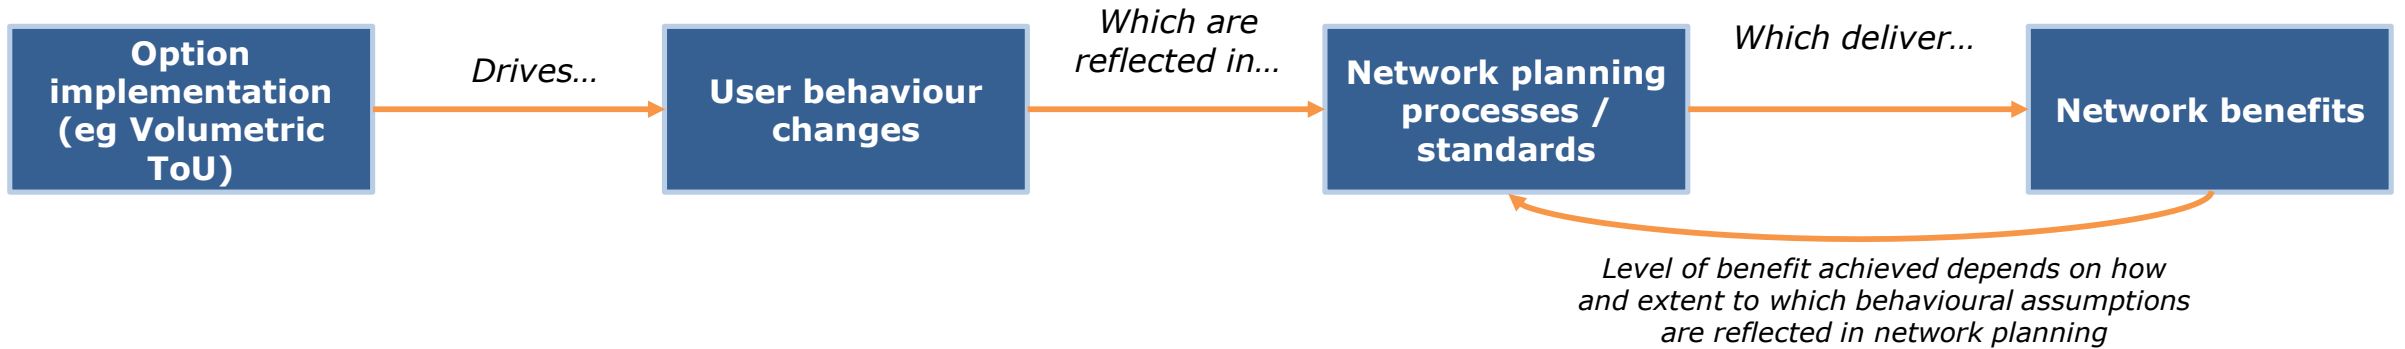 Option
implementation
(eg Volumetric
ToU)
Drives...
User behaviour
changes
Which are
reflected in...
Network planning
processes /
standards
Which deliver...
Network benefits
Level of benefit achieved depends on how
and extent to which behavioural assumptions
are reflected in network planning